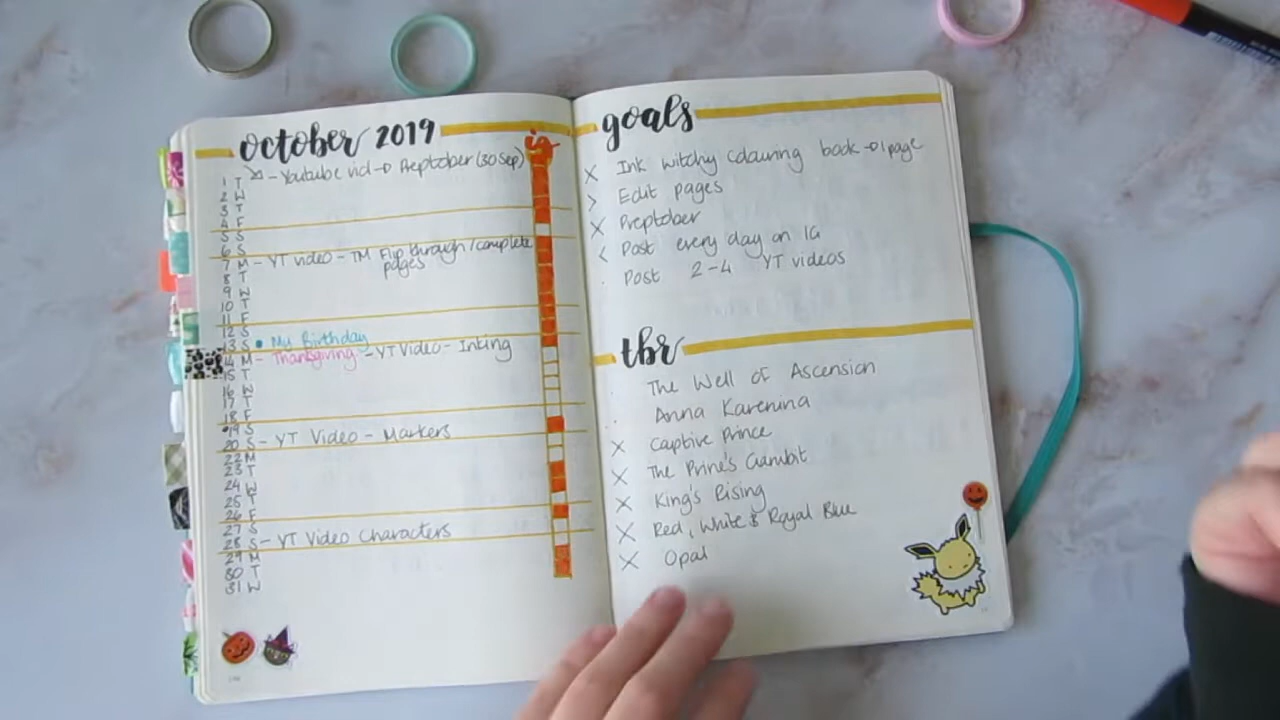 october 2019
- Youtube vid → Preptober (30 Sep)
1 T
2 W
3 T
4 F
5 S
6 S
7 M - YT video - TM Flip through / complete
pages
8 T
9 W
10 T
11 F
12 S
13 S • My Birthday
14 M - Thanksgiving - YT Video - Inking
15 T
16 W
17 T
18 F
19 S
20 S - YT Video - Markers
22 M
23 T
24 W
25 T
26 F
27 S
28 S - YT Video Characters
29 M
30 T
31 W
goals
X Ink witchy colouring book → 1 page
> Edit pages
X Preptober
< Post every day on IG
· Post 2-4 YT videos
tbr
· The Well of Ascension
· Anna Karenina
X Captive Prince
X The Prine's Gambit
X King's Rising
X Red, White & Royal Blue
X Opal